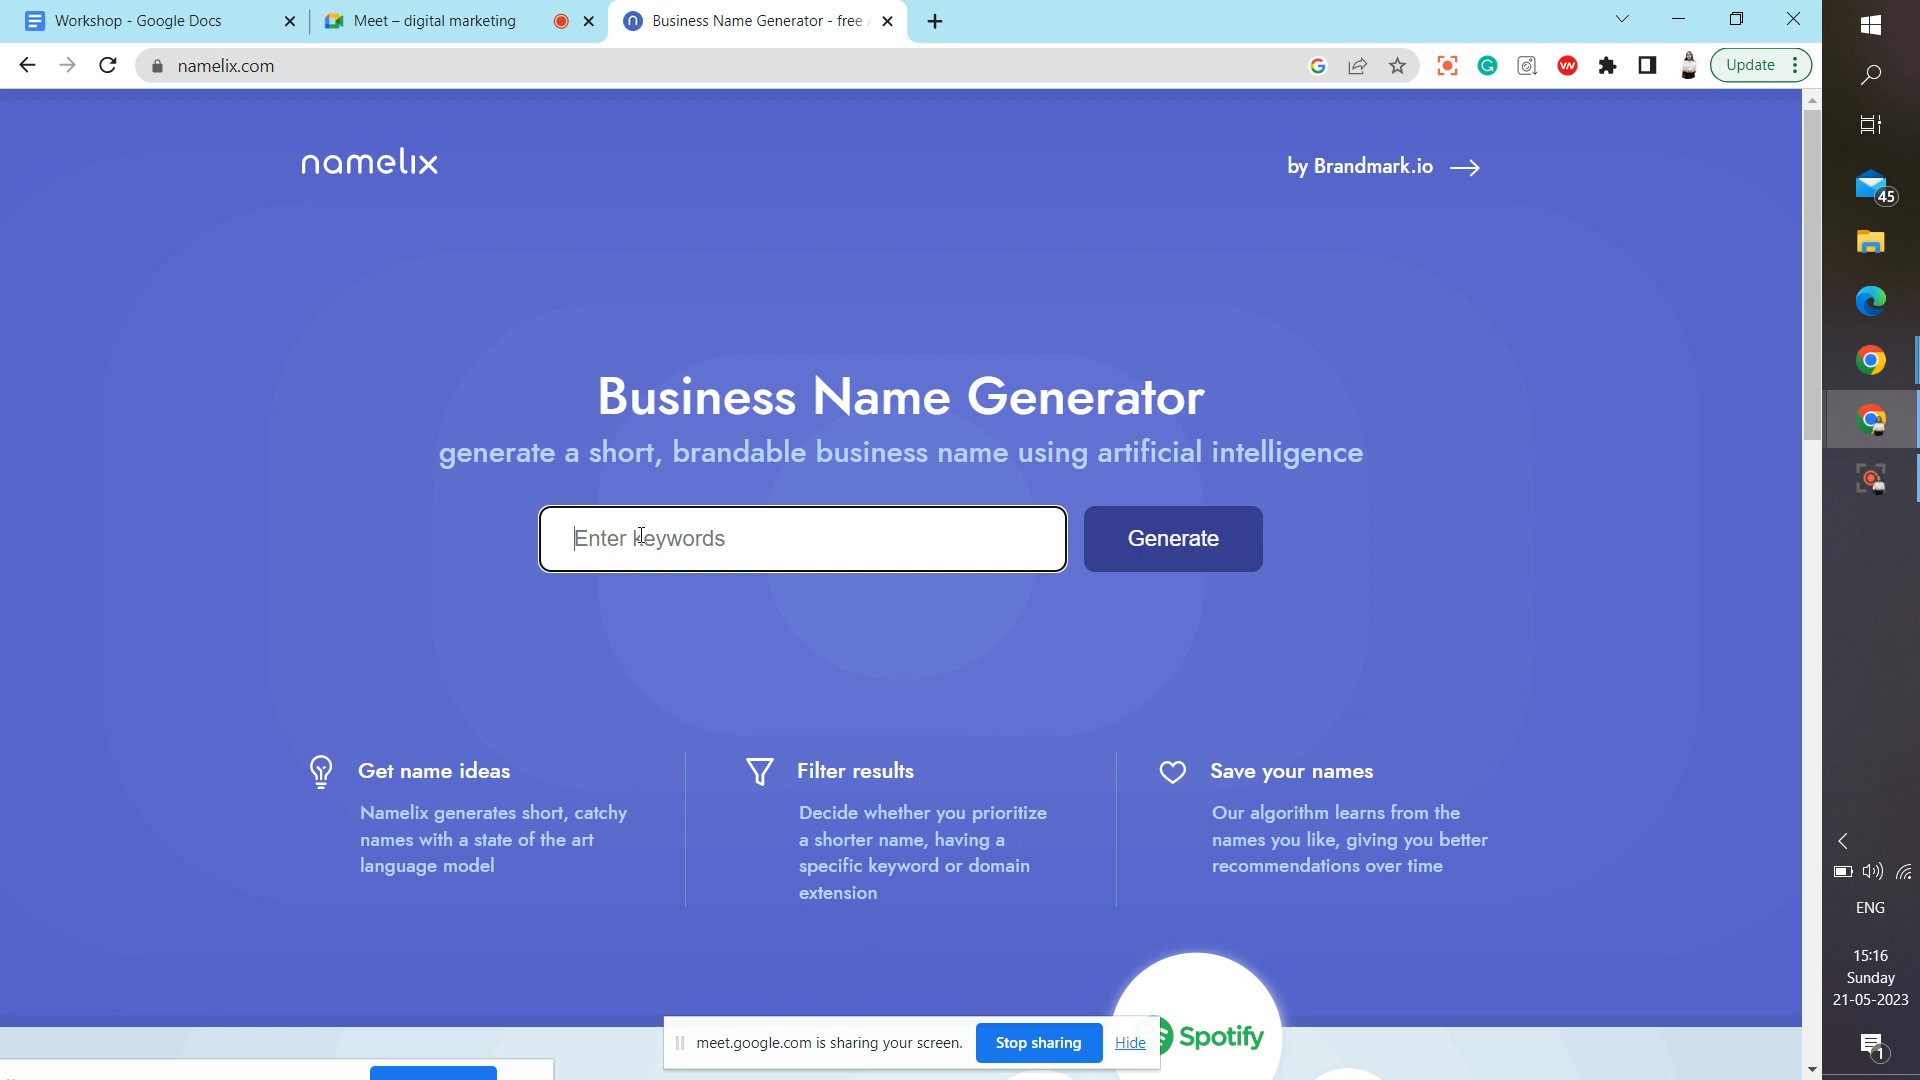 Workshop - Google Docs
Meet – digital marketing
Business Name Generator - free
namelix.com
Update
namelix
by Brandmark.io
45
Business Name Generator
generate a short, brandable business name using artificial intelligence
Enter keywords
Generate
Get name ideas
Namelix generates short, catchy
names with a state of the art
language model
Filter results
Decide whether you prioritize
a shorter name, having a
specific keyword or domain
extension
Save your names
Our algorithm learns from the
names you like, giving you better
recommendations over time
ENG
15:16
Sunday
21-05-2023
1
meet.google.com is sharing your screen.
Stop sharing
Hide
Spotify